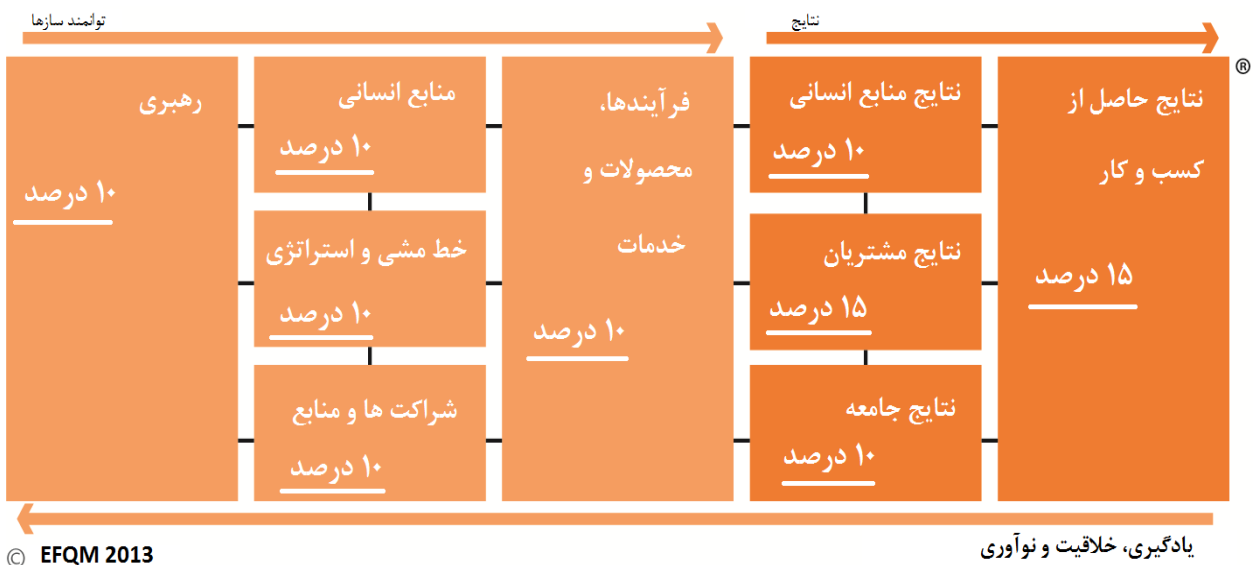 توانمند سازها
نتایج
®
رهبری
۱۰ درصد
منابع انسانی
۱۰ درصد
خط مشی و استراتژی
۱۰ درصد
شراکت ها و منابع
۱۰ درصد
فرآیندها،
محصولات و
خدمات
۱۰ درصد
نتایج منابع انسانی
۱۰ درصد
نتایج مشتریان
۱۵ درصد
نتایج جامعه
۱۰ درصد
نتایج حاصل از
کسب و کار
۱۵ درصد
یادگیری، خلاقیت و نوآوری
© EFQM 2013